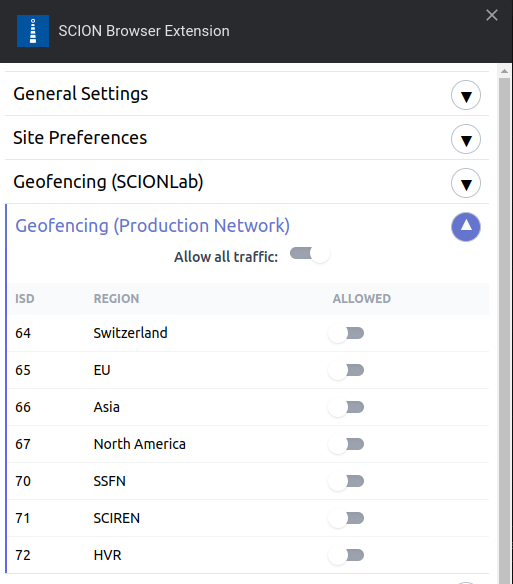 SCION Browser Extension
General Settings
Site Preferences
Geofencing (SCIONLab)
Geofencing (Production Network)
Allow all traffic:
ISD REGION ALLOWED
64 Switzerland
65 EU
66 Asia
67 North America
70 SSFN
71 SCIREN
72 HVR